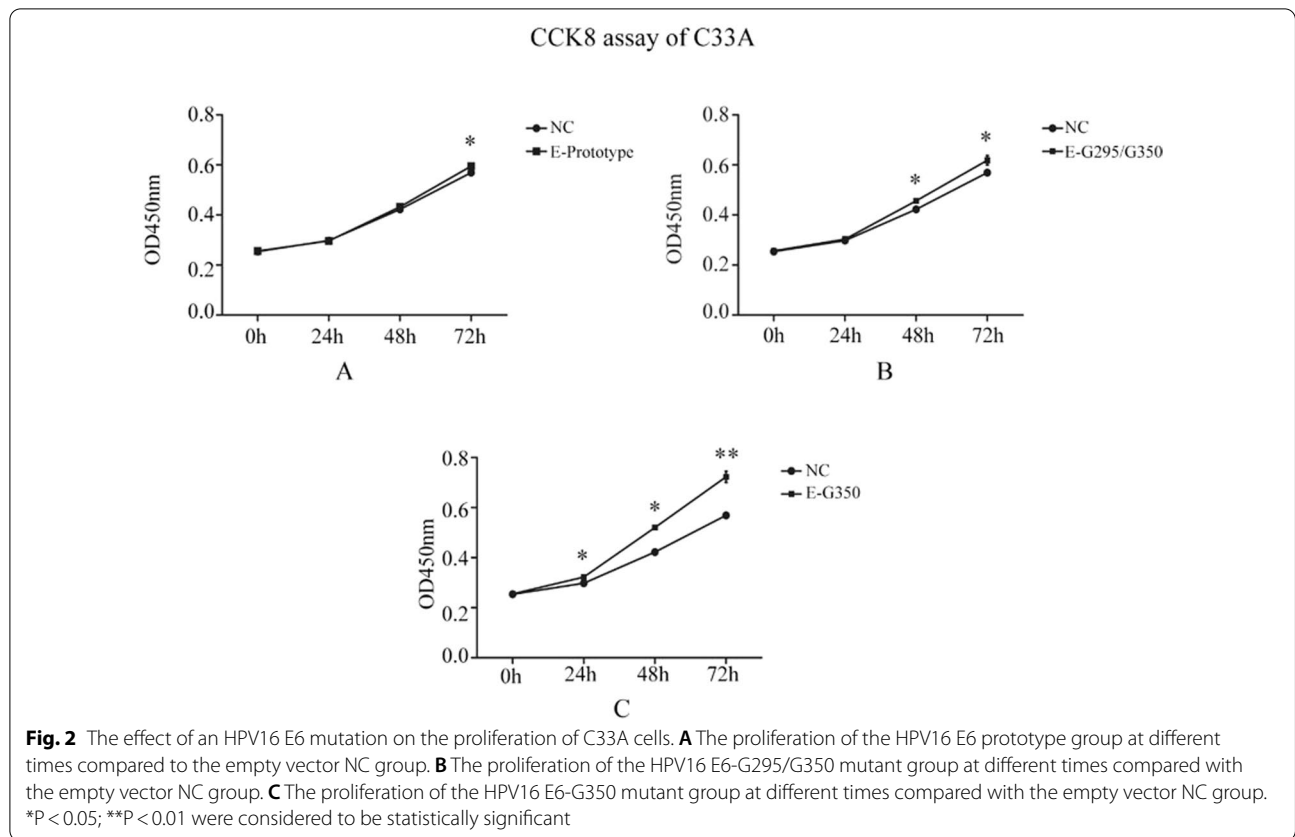 CCK8 assay of C33A
0.8
0.6
0.4
0.2
0.0
OD450nm
*
NC
E-Prototype
0h 24h 48h 72h
A
0.8
0.6
0.4
0.2
0.0
OD450nm
*
*
NC
E-G295/G350
0h 24h 48h 72h
B
0.8
0.6
0.4
0.2
0.0
OD450nm
*
*
**
NC
E-G350
0h 24h 48h 72h
C
Fig. 2 The effect of an HPV16 E6 mutation on the proliferation of C33A cells. A The proliferation of the HPV16 E6 prototype group at different
times compared to the empty vector NC group. B The proliferation of the HPV16 E6-G295/G350 mutant group at different times compared with
the empty vector NC group. C The proliferation of the HPV16 E6-G350 mutant group at different times compared with the empty vector NC group.
*P < 0.05; **P < 0.01 were considered to be statistically significant